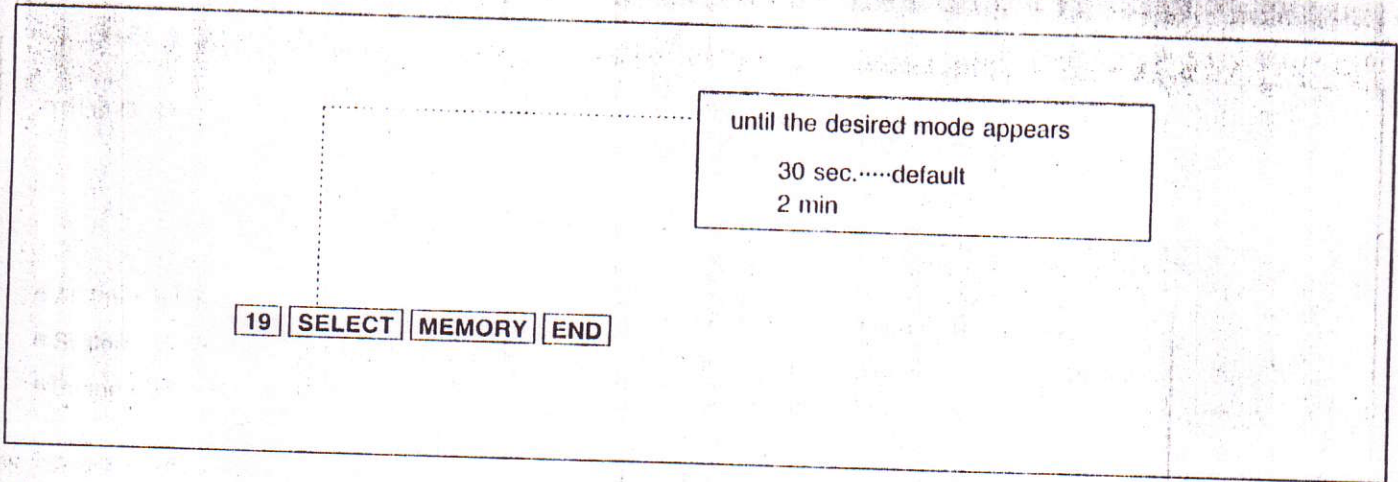 until the desired mode appears
30 sec.·····default
2 min
19 SELECT MEMORY END